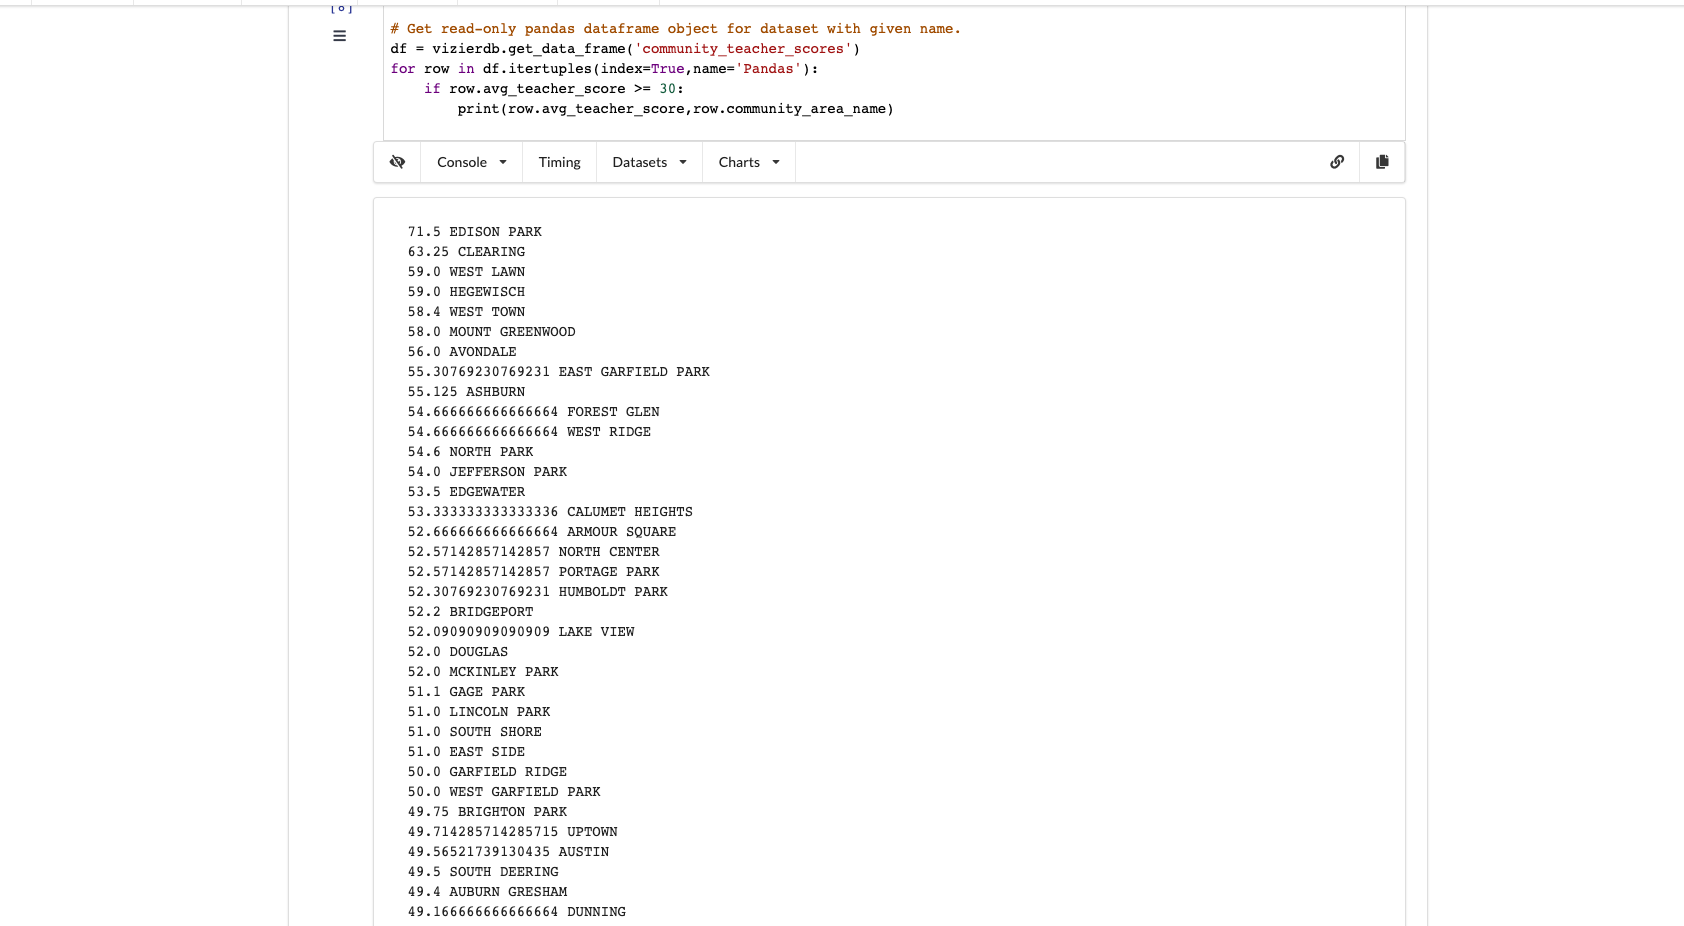 [8]
# Get read-only pandas dataframe object for dataset with given name.
df = vizierdb.get_data_frame('community_teacher_scores')
for row in df.itertuples(index=True,name='Pandas'):
    if row.avg_teacher_score >= 30:
        print(row.avg_teacher_score,row.community_area_name)
Console Timing Datasets Charts
71.5 EDISON PARK
63.25 CLEARING
59.0 WEST LAWN
59.0 HEGEWISCH
58.4 WEST TOWN
58.0 MOUNT GREENWOOD
56.0 AVONDALE
55.30769230769231 EAST GARFIELD PARK
55.125 ASHBURN
54.666666666666664 FOREST GLEN
54.666666666666664 WEST RIDGE
54.6 NORTH PARK
54.0 JEFFERSON PARK
53.5 EDGEWATER
53.333333333333336 CALUMET HEIGHTS
52.666666666666664 ARMOUR SQUARE
52.57142857142857 NORTH CENTER
52.57142857142857 PORTAGE PARK
52.30769230769231 HUMBOLDT PARK
52.2 BRIDGEPORT
52.09090909090909 LAKE VIEW
52.0 DOUGLAS
52.0 MCKINLEY PARK
51.1 GAGE PARK
51.0 LINCOLN PARK
51.0 SOUTH SHORE
51.0 EAST SIDE
50.0 GARFIELD RIDGE
50.0 WEST GARFIELD PARK
49.75 BRIGHTON PARK
49.714285714285715 UPTOWN
49.56521739130435 AUSTIN
49.5 SOUTH DEERING
49.4 AUBURN GRESHAM
49.166666666666664 DUNNING